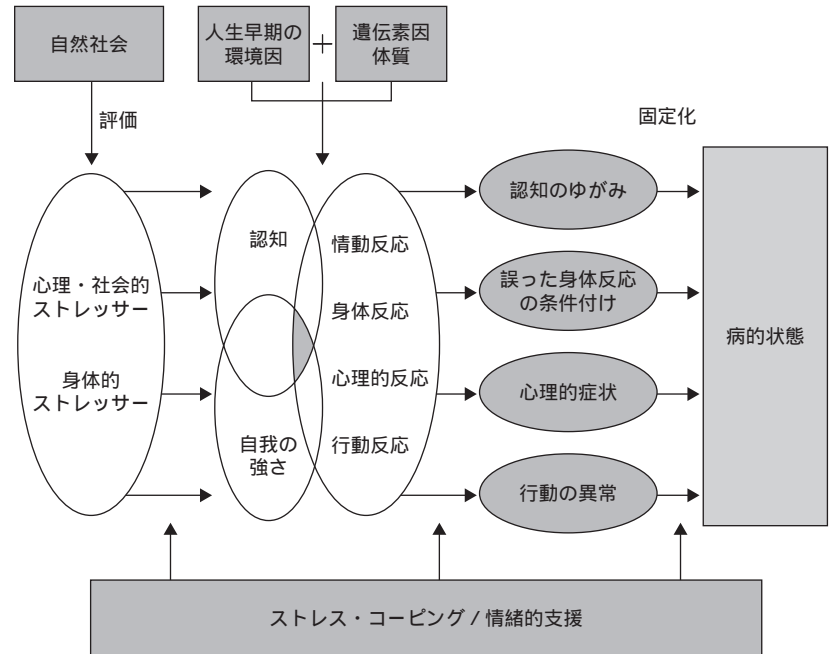 自然社会
人生早期の
環境因
+
遺伝素因
体質
評価
固定化
心理・社会的
ストレッサー
身体的
ストレッサー
認知
自我の
強さ
情動反応
身体反応
心理的反応
行動反応
認知のゆがみ
誤った身体反応
の条件付け
心理的症状
行動の異常
病的状態
ストレス・コーピング / 情緒的支援